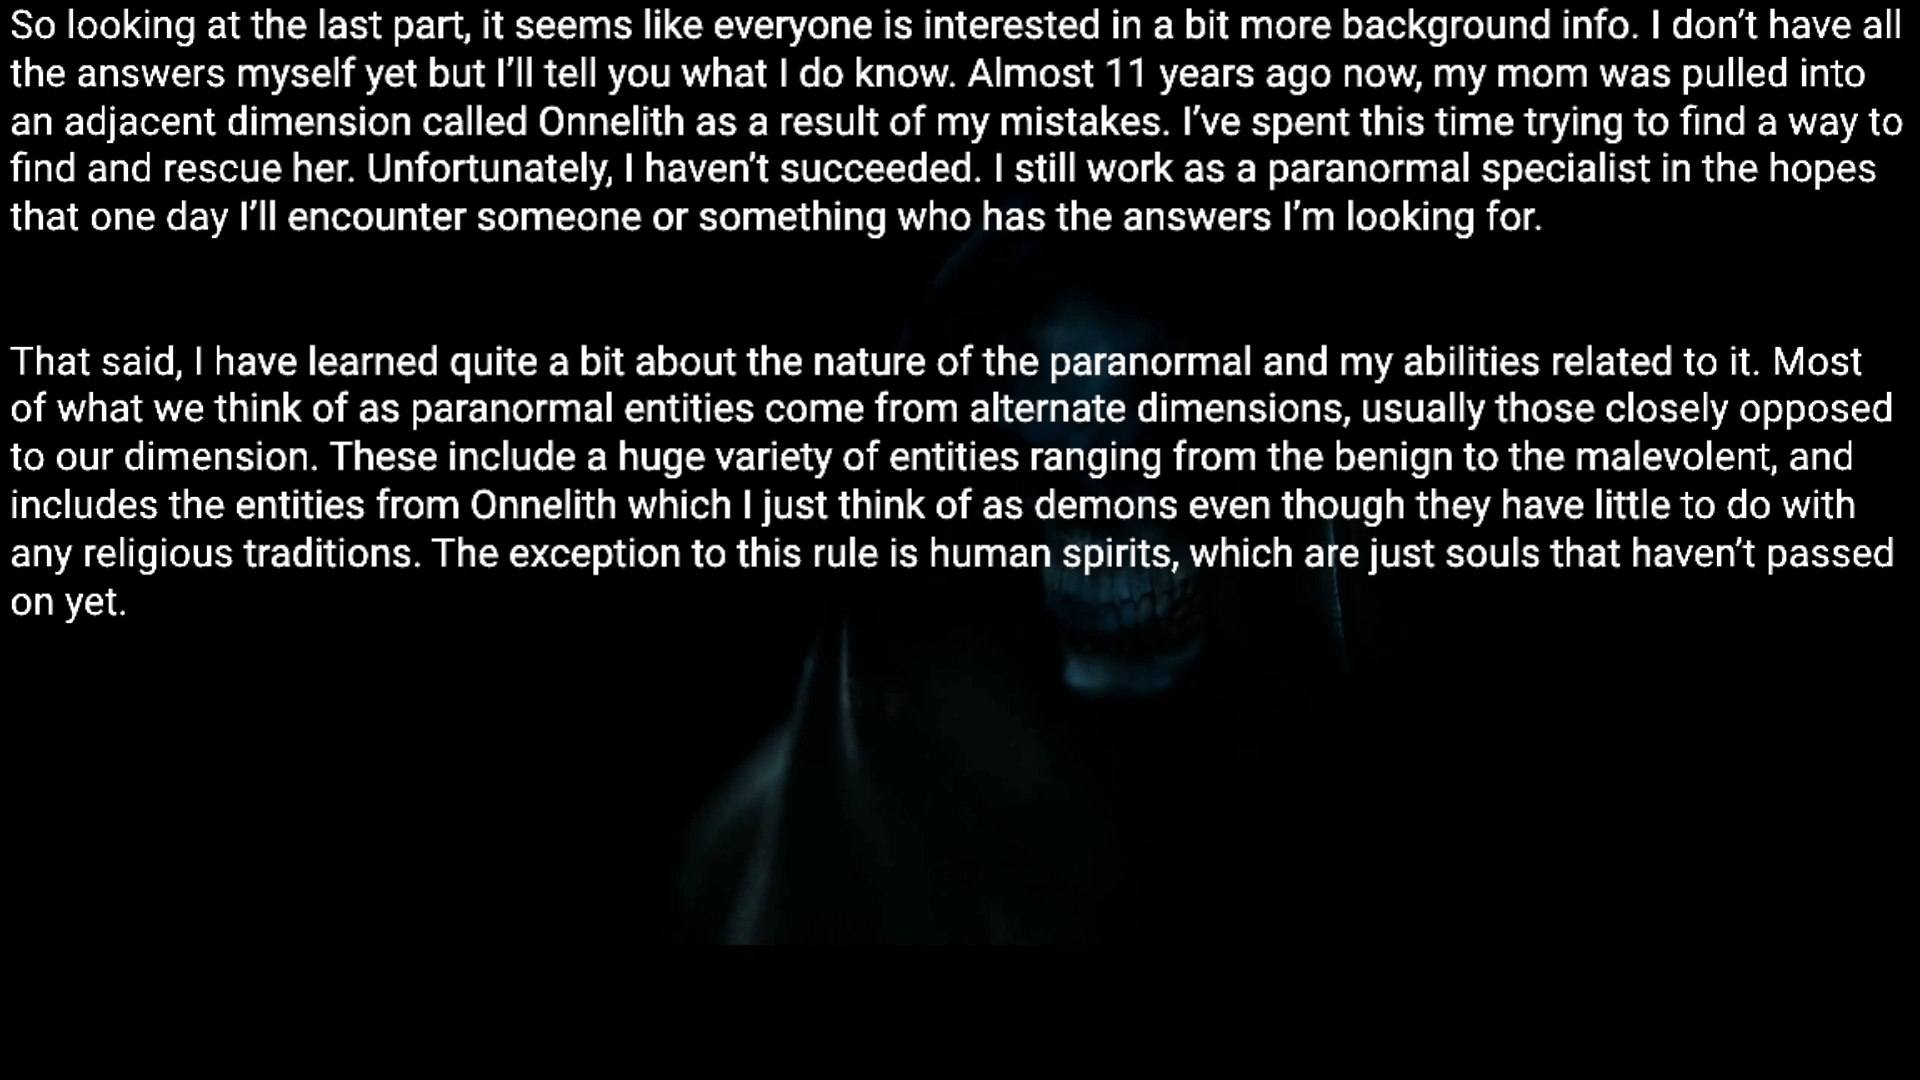 So looking at the last part, it seems like everyone is interested in a bit more background info. I don’t have all
the answers myself yet but I’ll tell you what I do know. Almost 11 years ago now, my mom was pulled into
an adjacent dimension called Onnelith as a result of my mistakes. I’ve spent this time trying to find a way to
find and rescue her. Unfortunately, I haven’t succeeded. I still work as a paranormal specialist in the hopes
that one day I’ll encounter someone or something who has the answers I’m looking for.
That said, I have learned quite a bit about the nature of the paranormal and my abilities related to it. Most
of what we think of as paranormal entities come from alternate dimensions, usually those closely opposed
to our dimension. These include a huge variety of entities ranging from the benign to the malevolent, and
includes the entities from Onnelith which I just think of as demons even though they have little to do with
any religious traditions. The exception to this rule is human spirits, which are just souls that haven’t passed
on yet.